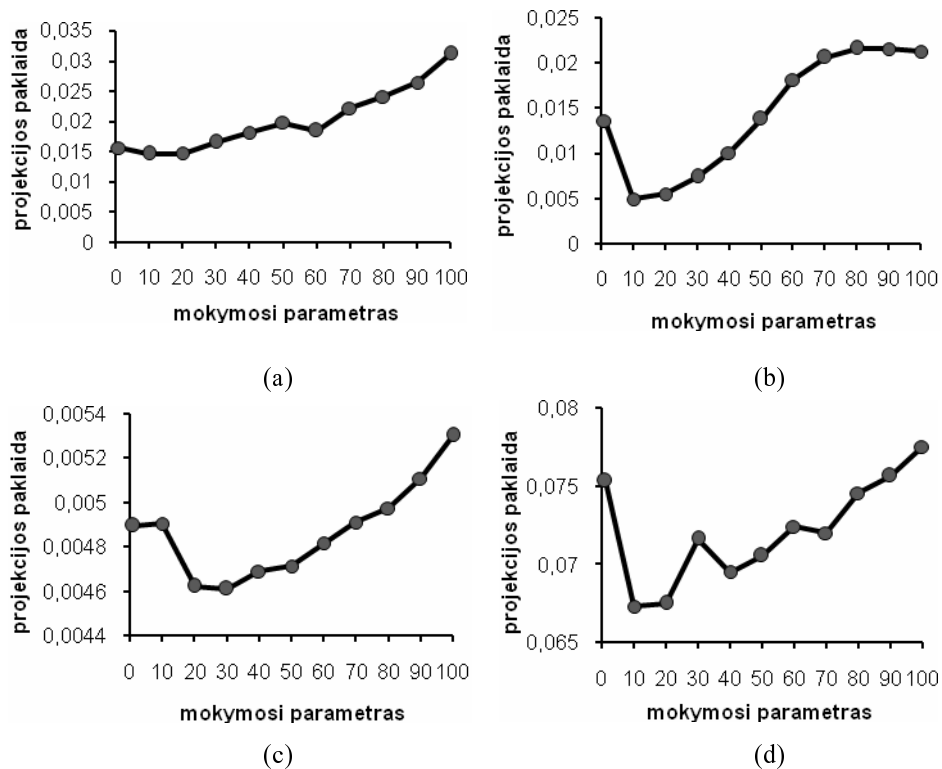 projekcijos paklaida
0,035
0,03
0,025
0,02
0,015
0,01
0,005
0
0 10 20 30 40 50 60 70 80 90 100
mokymosi parametras
(a)
projekcijos paklaida
0,025
0,02
0,015
0,01
0,005
0
0 10 20 30 40 50 60 70 80 90 100
mokymosi parametras
(b)
projekcijos paklaida
0,0054
0,0052
0,005
0,0048
0,0046
0,0044
0 10 20 30 40 50 60 70 80 90 100
mokymosi parametras
(c)
projekcijos paklaida
0,08
0,075
0,07
0,065
0 10 20 30 40 50 60 70 80 90 100
mokymosi parametras
(d)